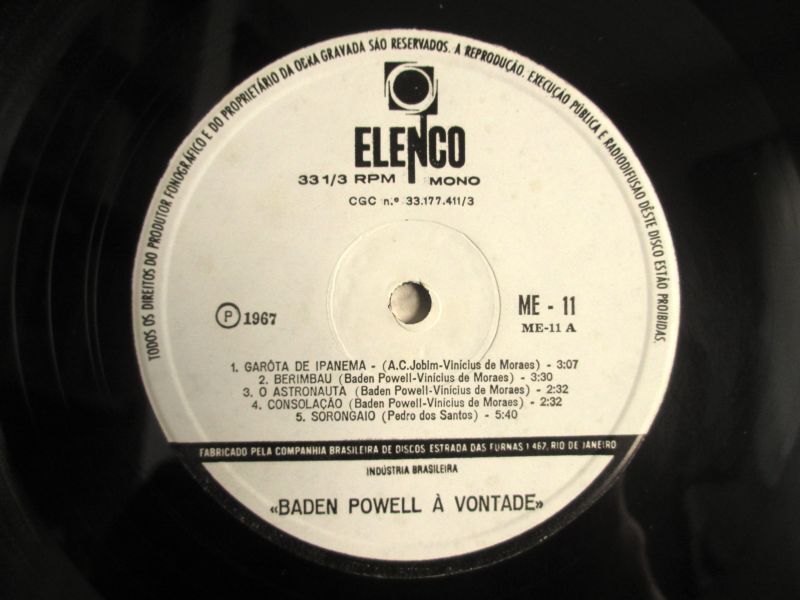 TODOS OS DIREITOS DO PRODUTOR FONOGRÁFICO E DO PROPRIETÁRIO DA OBRA GRAVADA SÃO RESERVADOS. A REPRODUÇÃO, EXECUÇÃO PÚBLICA E RADIODIFUSÃO DÊSTE DISCO ESTÃO PROIBIDAS.
ELENCO
33 1/3 RPM MONO
CGC n.º 33.177.411/3
Ⓟ 1967
ME - 11
ME-11 A
1. GARÔTA DE IPANEMA - (A.C.Jobim-Vinícius de Moraes) - 3:07
2. BERIMBAU (Baden Powell-Vinícius de Moraes) - 3:30
3. O ASTRONAUTA (Baden Powell-Vinícius de Moraes) - 2:32
4. CONSOLAÇÃO (Baden Powell-Vinícius de Moraes) - 2:32
5. SORONGAIO (Pedro dos Santos) - 5:40
FABRICADO PELA COMPANHIA BRASILEIRA DE DISCOS ESTRADA DAS FURNAS 1 467, RIO DE JANEIRO
INDÚSTRIA BRASILEIRA
«BADEN POWELL À VONTADE»